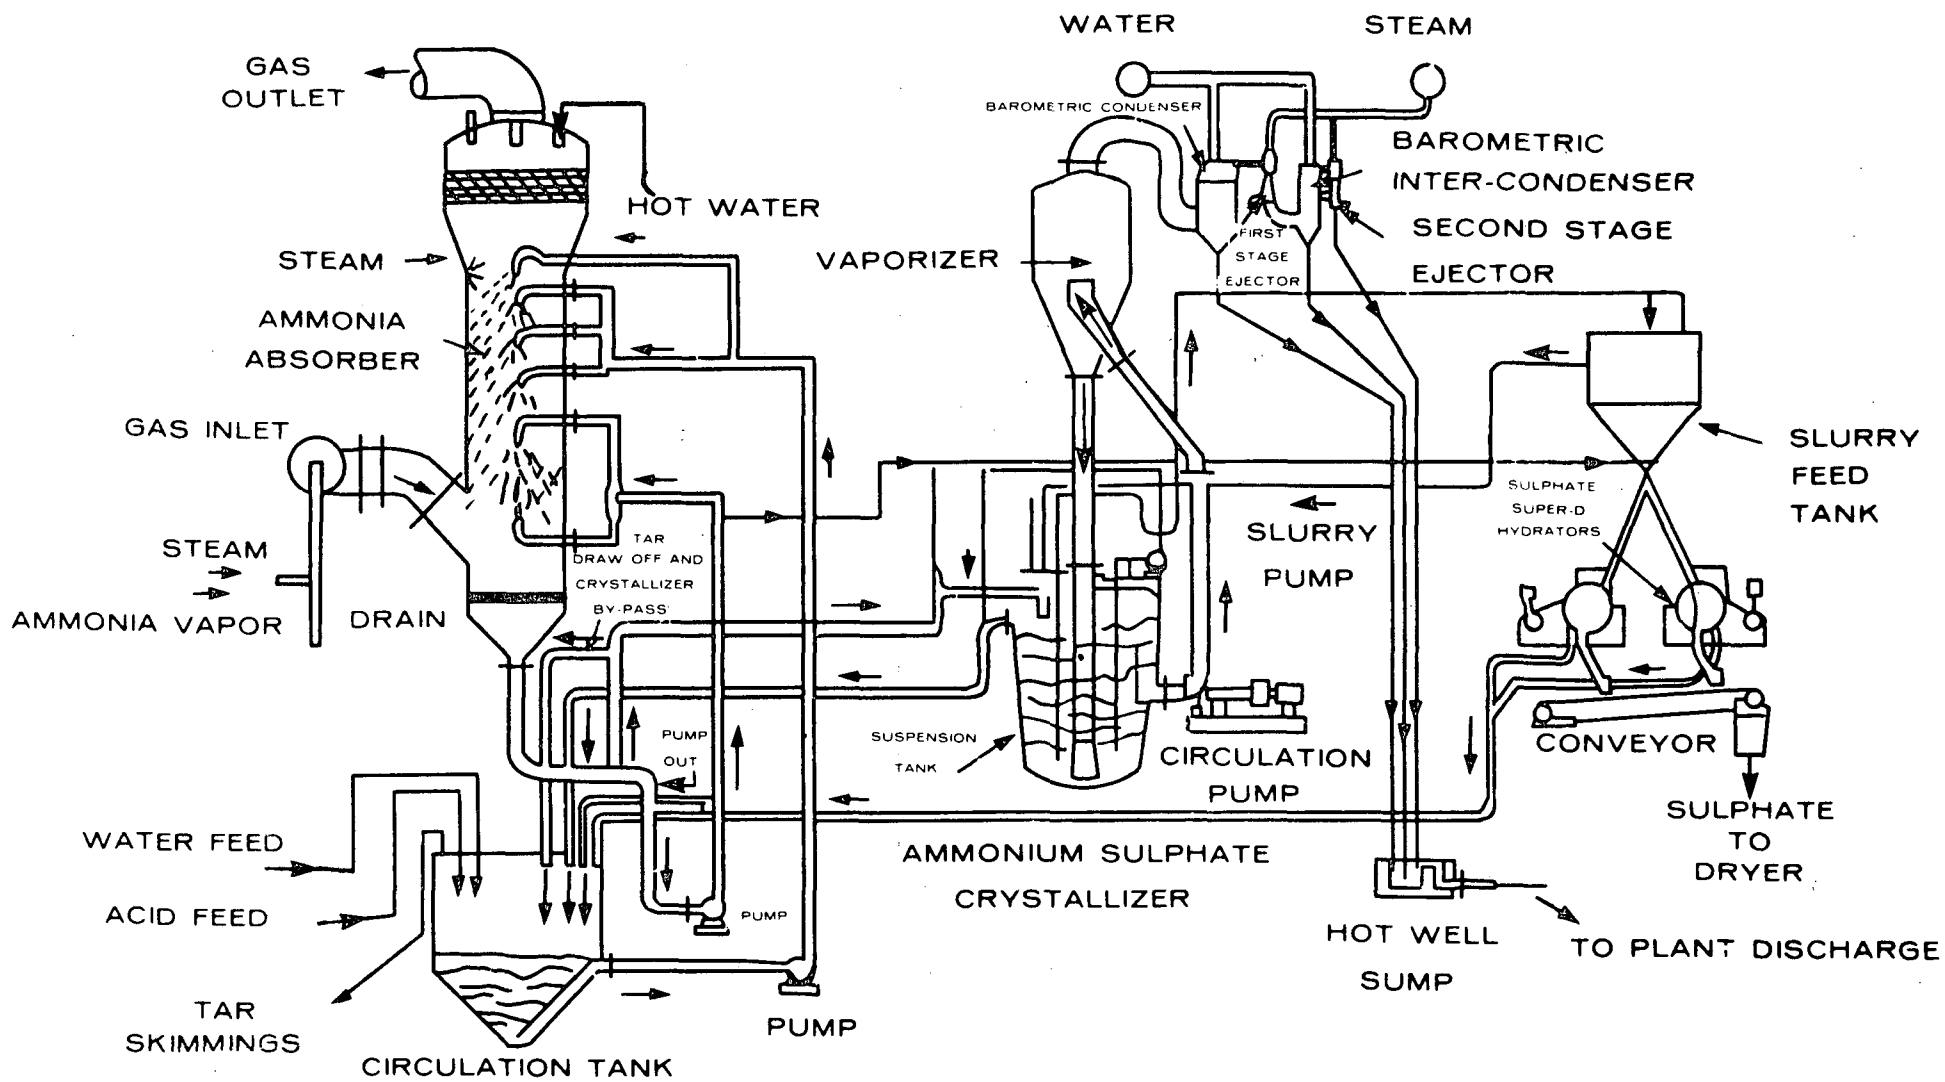 WATER
STEAM
GAS
OUTLET
BAROMETRIC CONDENSER
BAROMETRIC
INTER-CONDENSER
HOT WATER
SECOND STAGE
EJECTOR
FIRST
STAGE
EJECTOR
STEAM
VAPORIZER
AMMONIA
ABSORBER
GAS INLET
SLURRY
FEED
TANK
SULPHATE
SUPER-D
HYDRATORS
SLURRY
PUMP
TAR
DRAW OFF AND
CRYSTALLIZER
BY-PASS
STEAM
AMMONIA VAPOR
DRAIN
PUMP
OUT
SUSPENSION
TANK
CIRCULATION
PUMP
CONVEYOR
SULPHATE
TO
DRYER
WATER FEED
ACID FEED
AMMONIUM SULPHATE
CRYSTALLIZER
PUMP
HOT WELL
SUMP
TO PLANT DISCHARGE
TAR
SKIMMINGS
PUMP
CIRCULATION TANK